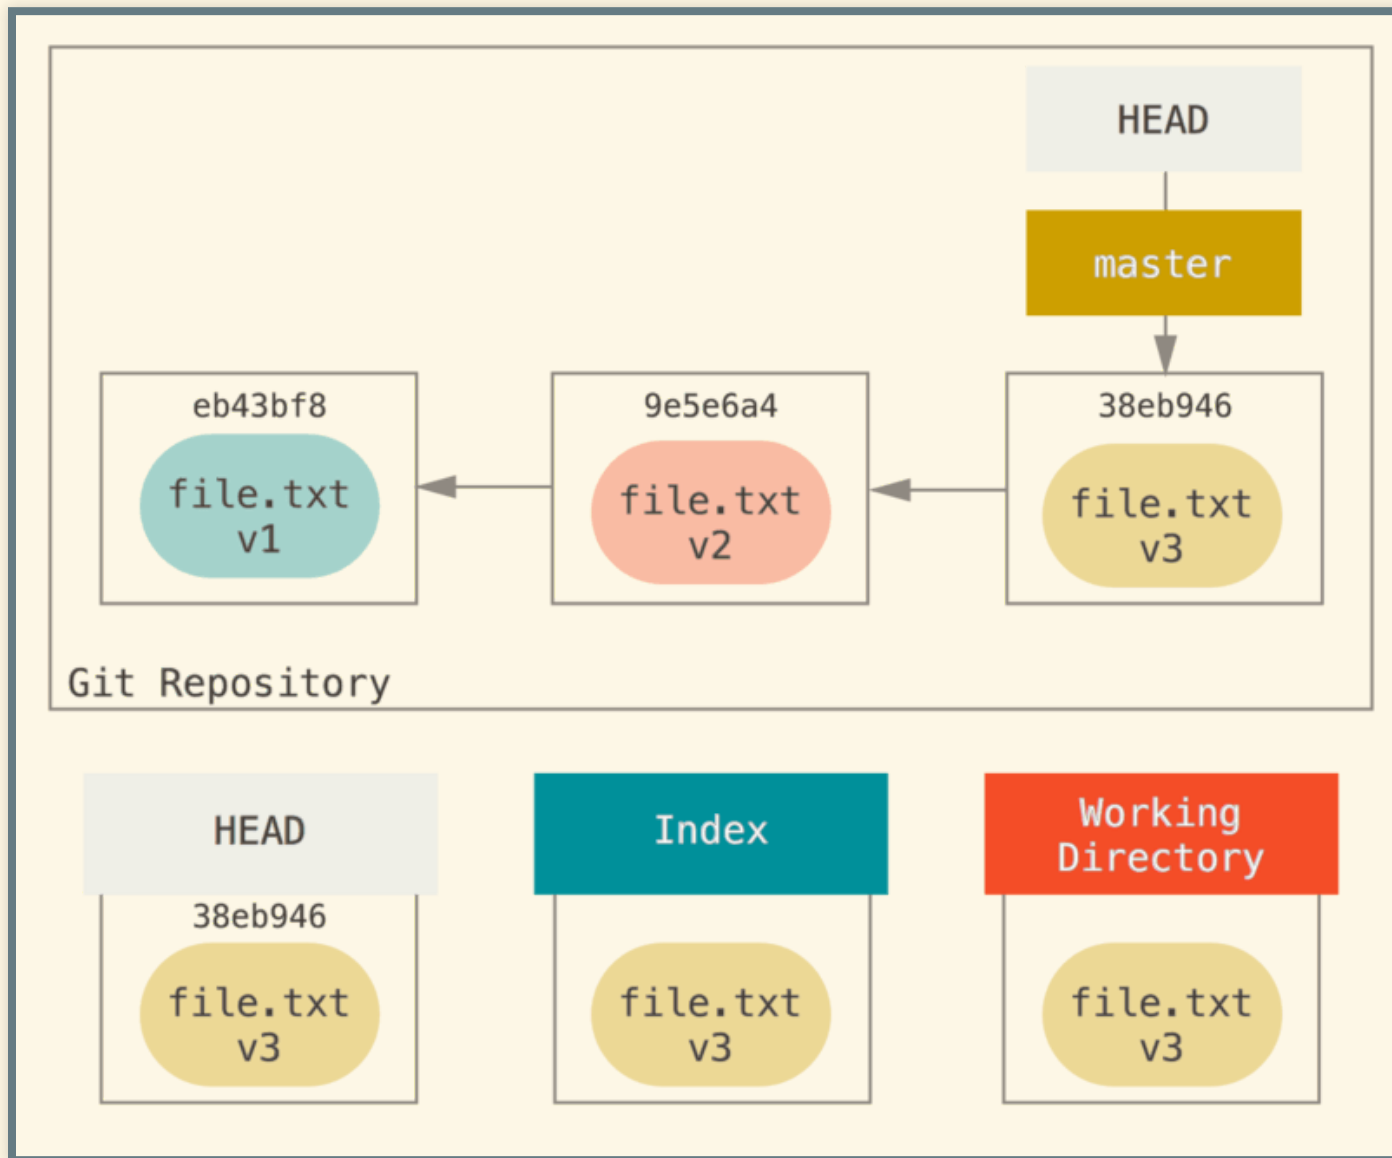 HEAD
master
eb43bf8
9e5e6a4
38eb946
file.txt
v1
file.txt
v2
file.txt
v3
Git Repository
HEAD
Index
Working
Directory
38eb946
file.txt
v3
file.txt
v3
file.txt
v3